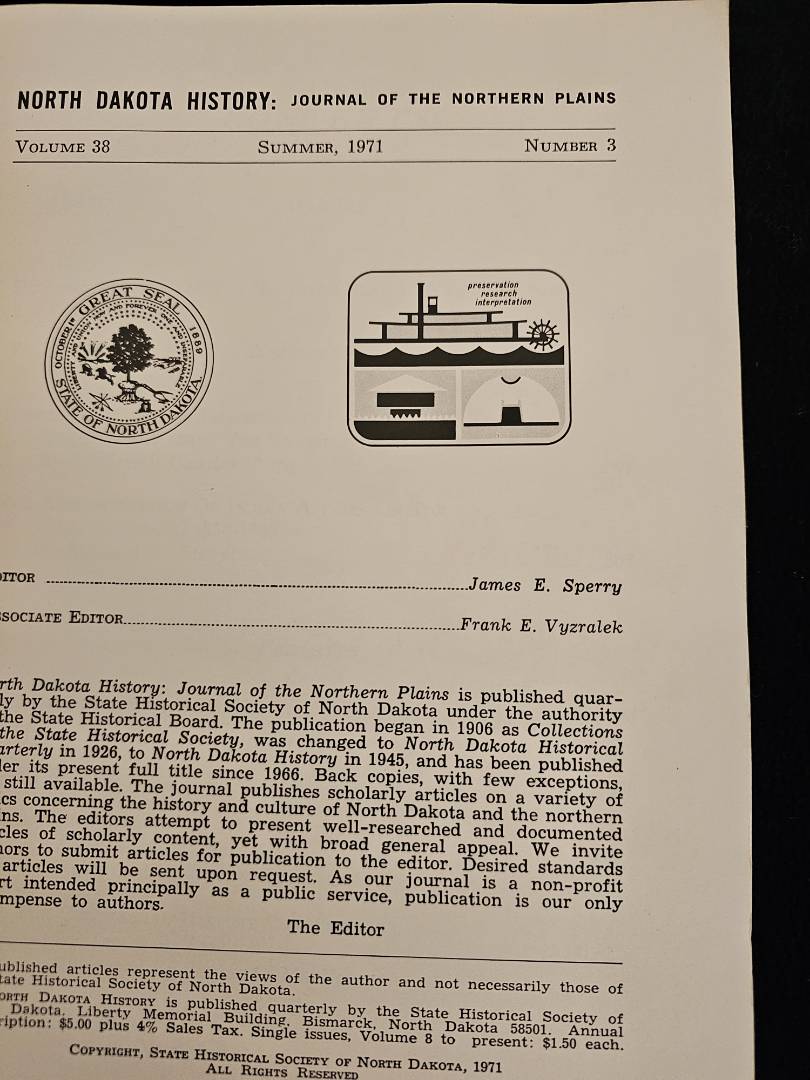 NORTH DAKOTA HISTORY: JOURNAL OF THE NORTHERN PLAINS
VOLUME 38 SUMMER, 1971 NUMBER 3
GREAT SEAL
OCTOBER 1ST 1889
STATE OF NORTH DAKOTA
preservation
research
interpretation
ITOR James E. Sperry
SSOCIATE EDITOR Frank E. Vyzralek
rth Dakota History: Journal of the Northern Plains is published quar-
ly by the State Historical Society of North Dakota under the authority
the State Historical Board. The publication began in 1906 as Collections
the State Historical Society, was changed to North Dakota Historical
arterly in 1926, to North Dakota History in 1945, and has been published
er its present full title since 1966. Back copies, with few exceptions,
still available. The journal publishes scholarly articles on a variety of
cs concerning the history and culture of North Dakota and the northern
ns. The editors attempt to present well-researched and documented
cles of scholarly content, yet with broad general appeal. We invite
ors to submit articles for publication to the editor. Desired standards
articles will be sent upon request. As our journal is a non-profit
rt intended principally as a public service, publication is our only
mpense to authors.
The Editor
ublished articles represent the views of the author and not necessarily those of
tate Historical Society of North Dakota.
ORTH DAKOTA HISTORY is published quarterly by the State Historical Society of
Dakota. Liberty Memorial Building, Bismarck, North Dakota 58501. Annual
ription: $5.00 plus 4% Sales Tax. Single issues, Volume 8 to present: $1.50 each.
COPYRIGHT, STATE HISTORICAL SOCIETY OF NORTH DAKOTA, 1971
ALL RIGHTS RESERVED